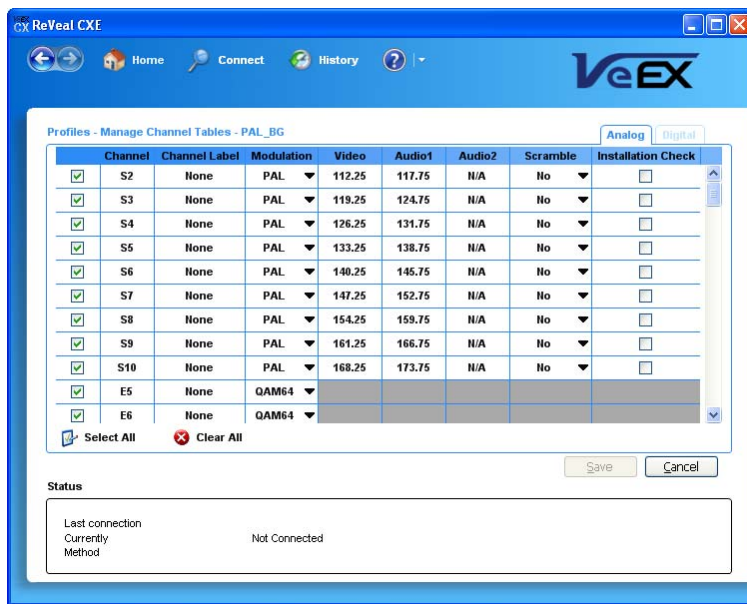 CX ReVeal CXE
Home Connect History ?
VeEX
Profiles - Manage Channel Tables - PAL_BG
Analog Digital
Channel Channel Label Modulation Video Audio1 Audio2 Scramble Installation Check
S2 None PAL 112.25 117.75 N/A No
S3 None PAL 119.25 124.75 N/A No
S4 None PAL 126.25 131.75 N/A No
S5 None PAL 133.25 138.75 N/A No
S6 None PAL 140.25 145.75 N/A No
S7 None PAL 147.25 152.75 N/A No
S8 None PAL 154.25 159.75 N/A No
S9 None PAL 161.25 166.75 N/A No
S10 None PAL 168.25 173.75 N/A No
E5 None QAM64
E6 None QAM64
Select All Clear All
Save Cancel
Status
Last connection
Currently Not Connected
Method